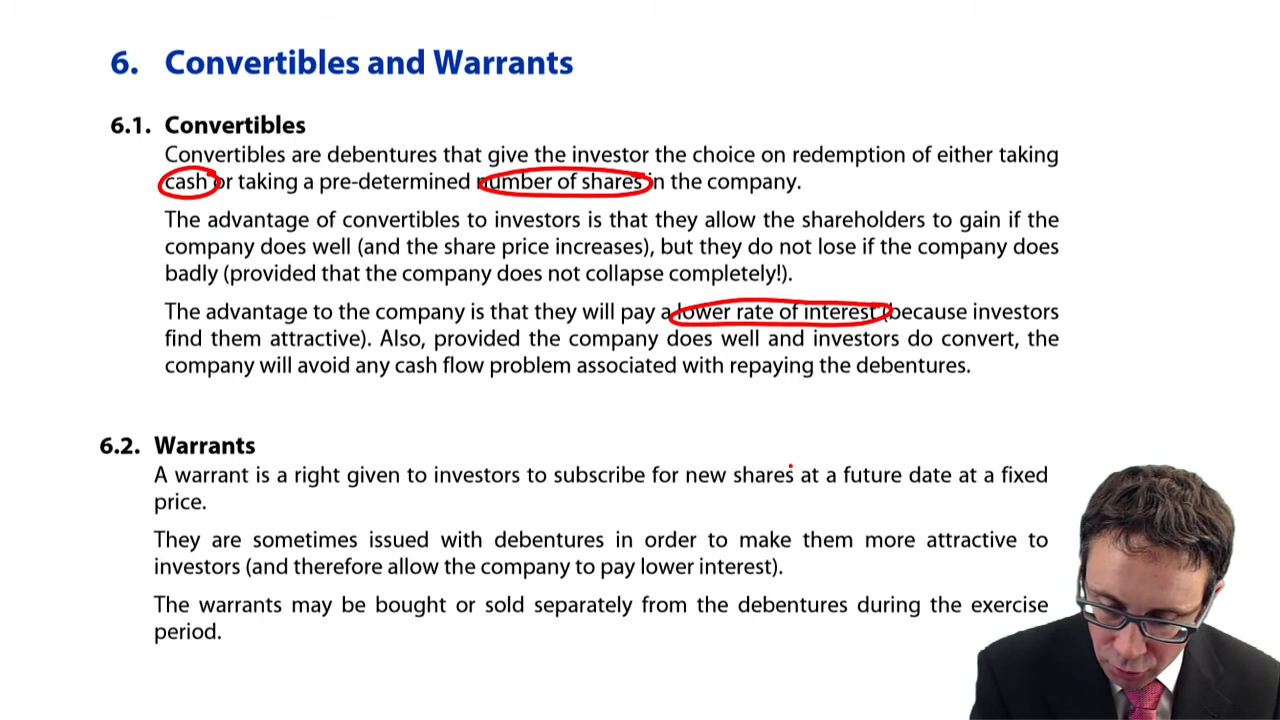 6. Convertibles and Warrants
6.1. Convertibles
Convertibles are debentures that give the investor the choice on redemption of either taking
cash or taking a pre-determined number of shares in the company.
The advantage of convertibles to investors is that they allow the shareholders to gain if the
company does well (and the share price increases), but they do not lose if the company does
badly (provided that the company does not collapse completely!).
The advantage to the company is that they will pay a lower rate of interest (because investors
find them attractive). Also, provided the company does well and investors do convert, the
company will avoid any cash flow problem associated with repaying the debentures.
6.2. Warrants
A warrant is a right given to investors to subscribe for new shares at a future date at a fixed
price.
They are sometimes issued with debentures in order to make them more attractive to
investors (and therefore allow the company to pay lower interest).
The warrants may be bought or sold separately from the debentures during the exercise
period.